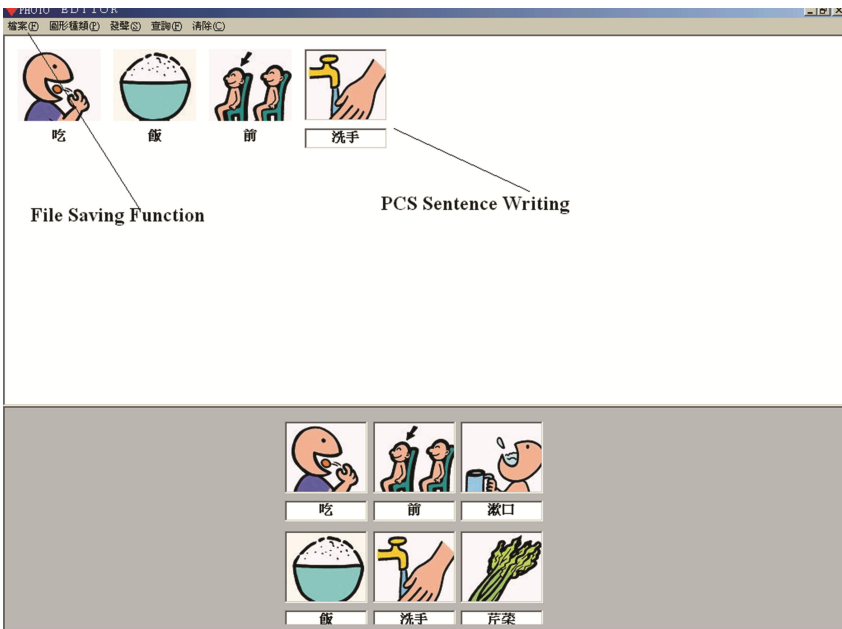 PHOTO EDITOR
檔案(F) 圖形種類(P) 發聲(S) 查詢(F) 清除(C)
吃 飯 前 洗手
File Saving Function
PCS Sentence Writing
吃 前 漱口
飯 洗手 芹菜